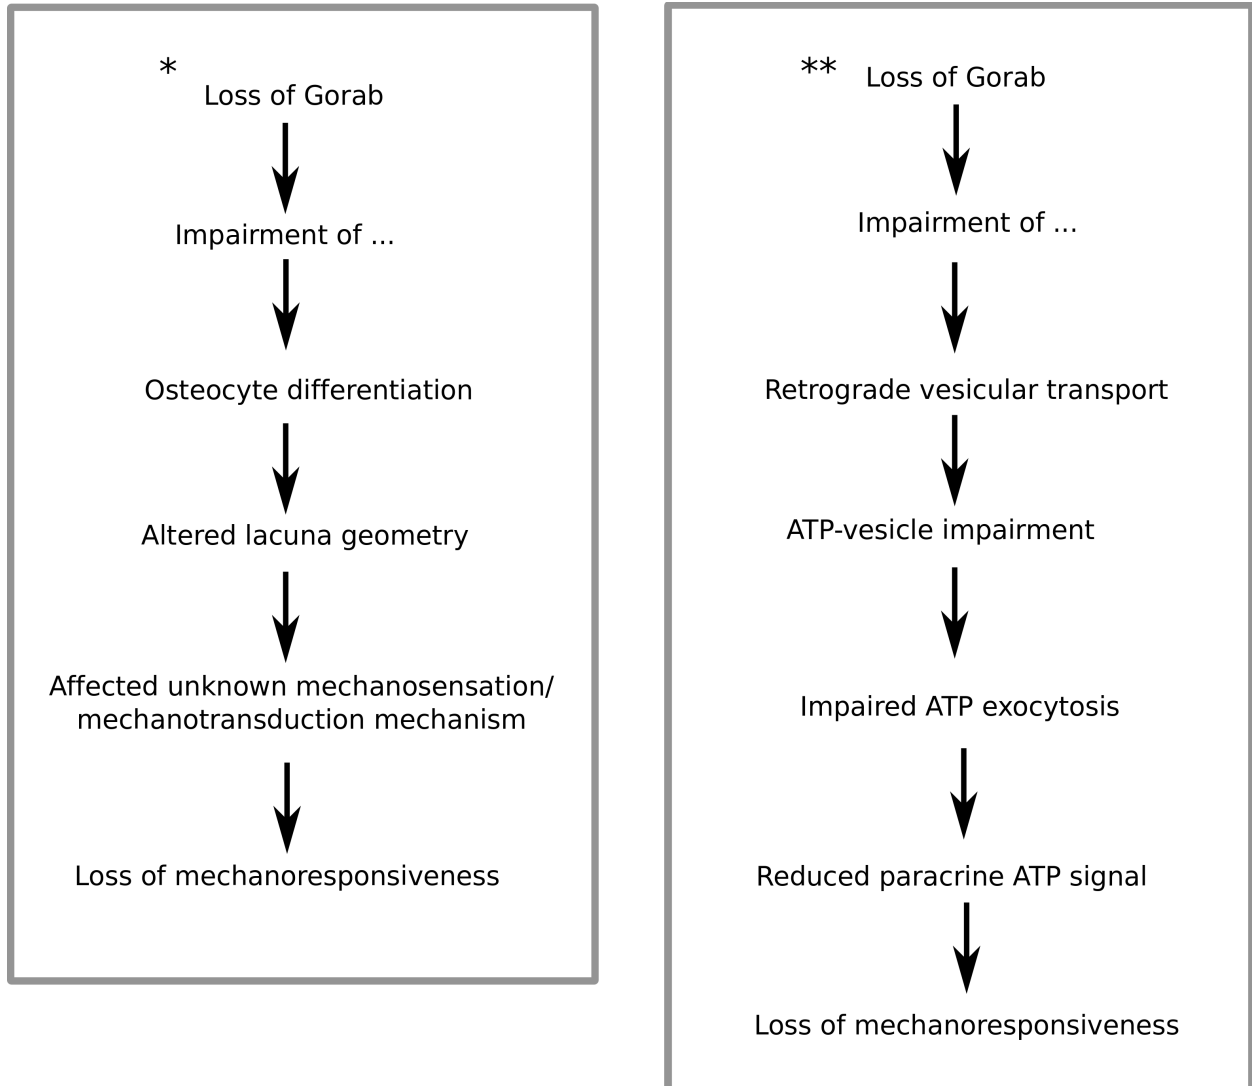 *
Loss of Gorab
Impairment of ...
Osteocyte differentiation
Altered lacuna geometry
Affected unknown mechanosensation/
mechanotransduction mechanism
Loss of mechanoresponsiveness
**
Loss of Gorab
Impairment of ...
Retrograde vesicular transport
ATP-vesicle impairment
Impaired ATP exocytosis
Reduced paracrine ATP signal
Loss of mechanoresponsiveness